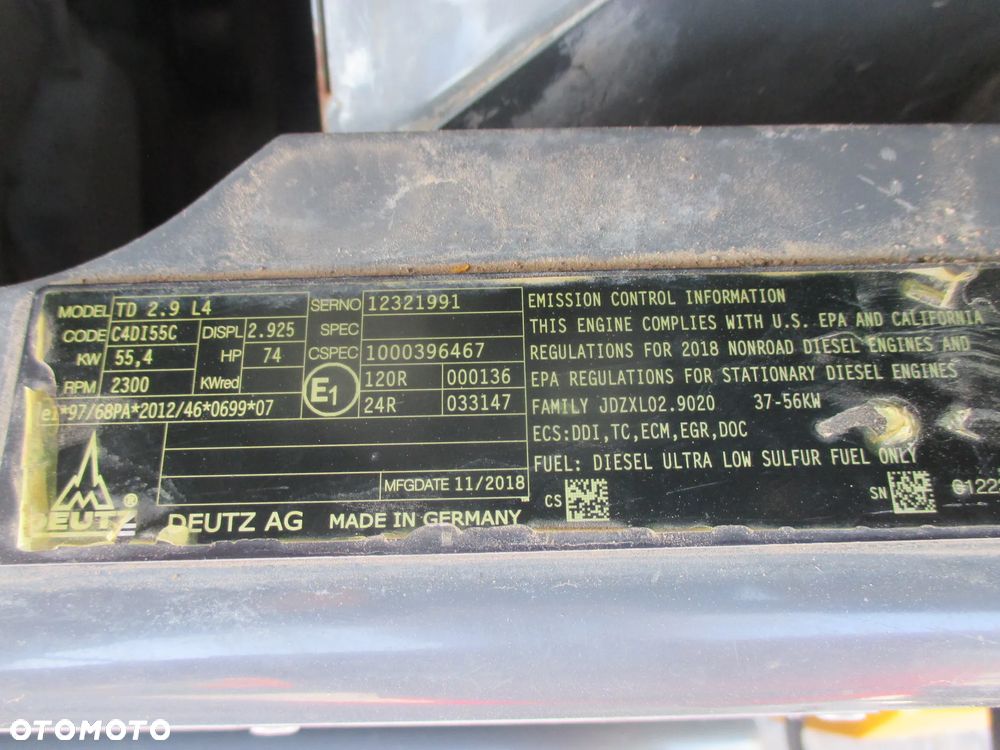 MODEL TD 2.9 L4
CODE C4DI55C DISPL 2.925
KW 55,4 HP 74
RPM 2300 KWred
e1*97/68PA*2012/46*0699*07
SERNO 12321991
SPEC
CSPEC 1000396467
E1 120R 000136
24R 033147
MFGDATE 11/2018
DEUTZ ® DEUTZ AG MADE IN GERMANY
EMISSION CONTROL INFORMATION
THIS ENGINE COMPLIES WITH U.S. EPA AND CALIFORNIA
REGULATIONS FOR 2018 NONROAD DIESEL ENGINES AND
EPA REGULATIONS FOR STATIONARY DIESEL ENGINES
FAMILY JDZXL02.9020 37-56KW
ECS:DDI,TC,ECM,EGR,DOC
FUEL: DIESEL ULTRA LOW SULFUR FUEL ONLY
CS SN
OTOMOTO